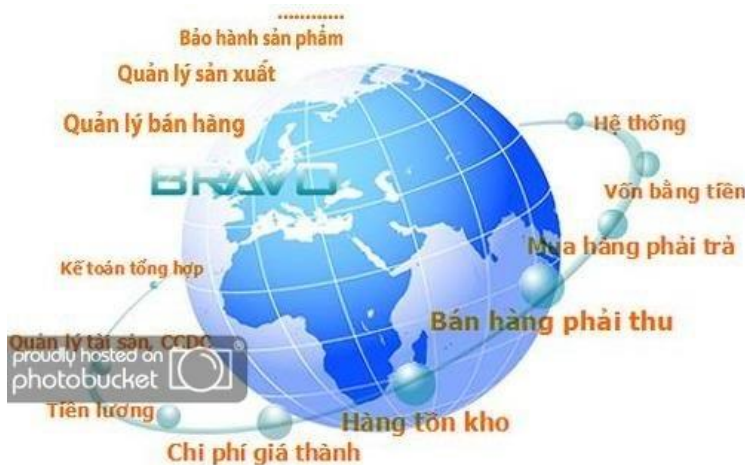 ............
Bảo hành sản phẩm
Quản lý sản xuất
Quản lý bán hàng
BRAVO
Hệ thống
Vốn bằng tiền
Mua hàng phải trả
Bán hàng phải thu
Hàng tồn kho
Chi phí giá thành
Tiền lương
Quản lý tài sản, CCDC
Kế toán tổng hợp
proudly hosted on
photobucket
®